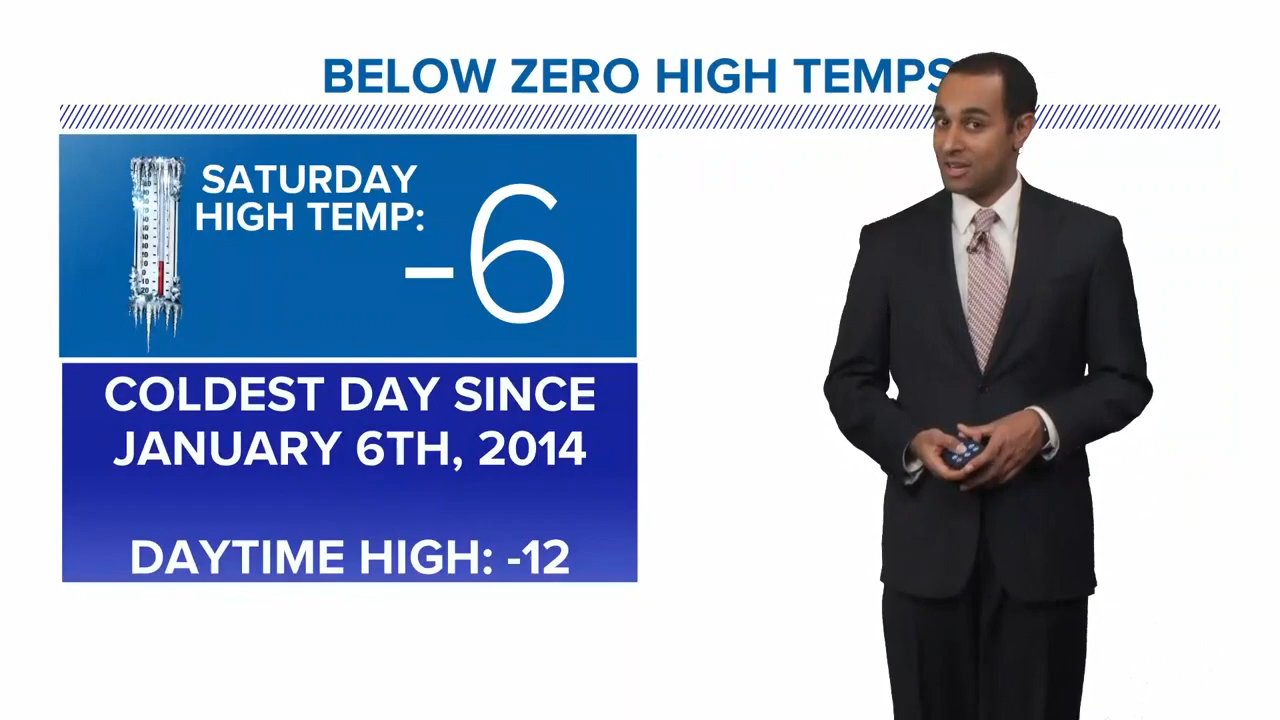 BELOW ZERO HIGH TEMPS
SATURDAY
HIGH TEMP:
-6
COLDEST DAY SINCE
JANUARY 6TH, 2014
DAYTIME HIGH: -12